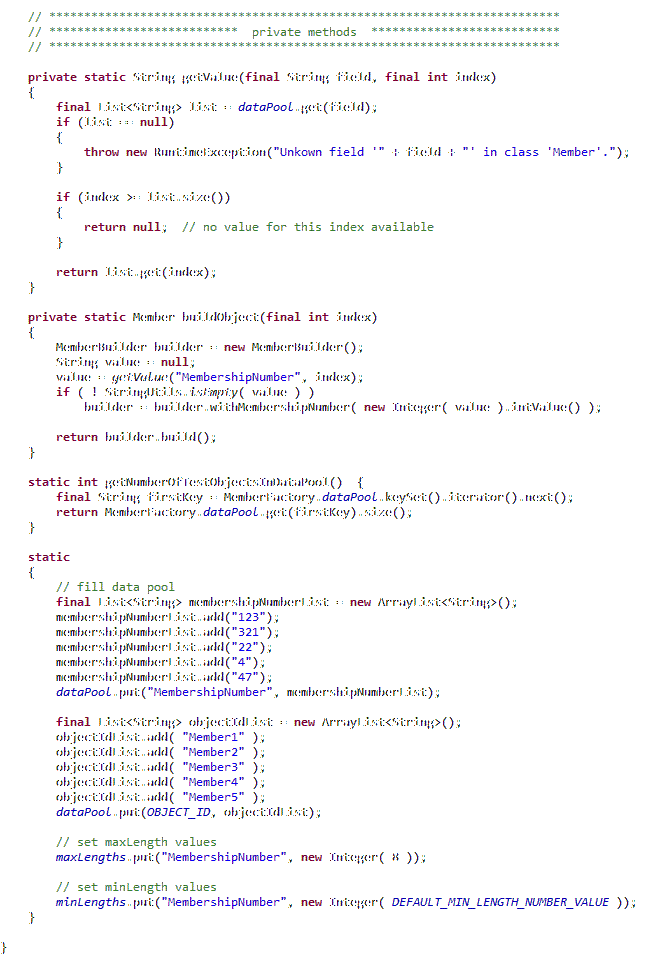 // *************************************************************************
// ***************************  private methods  ***************************
// *************************************************************************

private static String getValue(final String field, final int index)
{
    final List<String> list = dataPool.get(field);
    if (list == null)
    {
        throw new RuntimeException("Unkown field '" + field + "' in class 'Member'.");
    }

    if (index >= list.size())
    {
        return null;  // no value for this index available
    }

    return list.get(index);
}

private static Member buildObject(final int index)
{
    MemberBuilder builder = new MemberBuilder();
    String value = null;
    value = getValue("MembershipNumber", index);
    if ( ! StringUtils.isEmpty( value ) )
        builder = builder.withMembershipNumber( new Integer( value ).intValue() );

    return builder.build();
}

static int getNumberOfTestObjectsInDataPool()  {
    final String firstKey = MemberFactory.dataPool.keySet().iterator().next();
    return MemberFactory.dataPool.get(firstKey).size();
}

static
{
    // fill data pool
    final List<String> membershipNumberList = new ArrayList<String>();
    membershipNumberList.add("123");
    membershipNumberList.add("321");
    membershipNumberList.add("22");
    membershipNumberList.add("4");
    membershipNumberList.add("47");
    dataPool.put("MembershipNumber", membershipNumberList);

    final List<String> objectIdList = new ArrayList<String>();
    objectIdList.add( "Member1" );
    objectIdList.add( "Member2" );
    objectIdList.add( "Member3" );
    objectIdList.add( "Member4" );
    objectIdList.add( "Member5" );
    dataPool.put(OBJECT_ID, objectIdList);

    // set maxLength values
    maxLengths.put("MembershipNumber", new Integer( 8 ));

    // set minLength values
    minLengths.put("MembershipNumber", new Integer( DEFAULT_MIN_LENGTH_NUMBER_VALUE ));
}

}